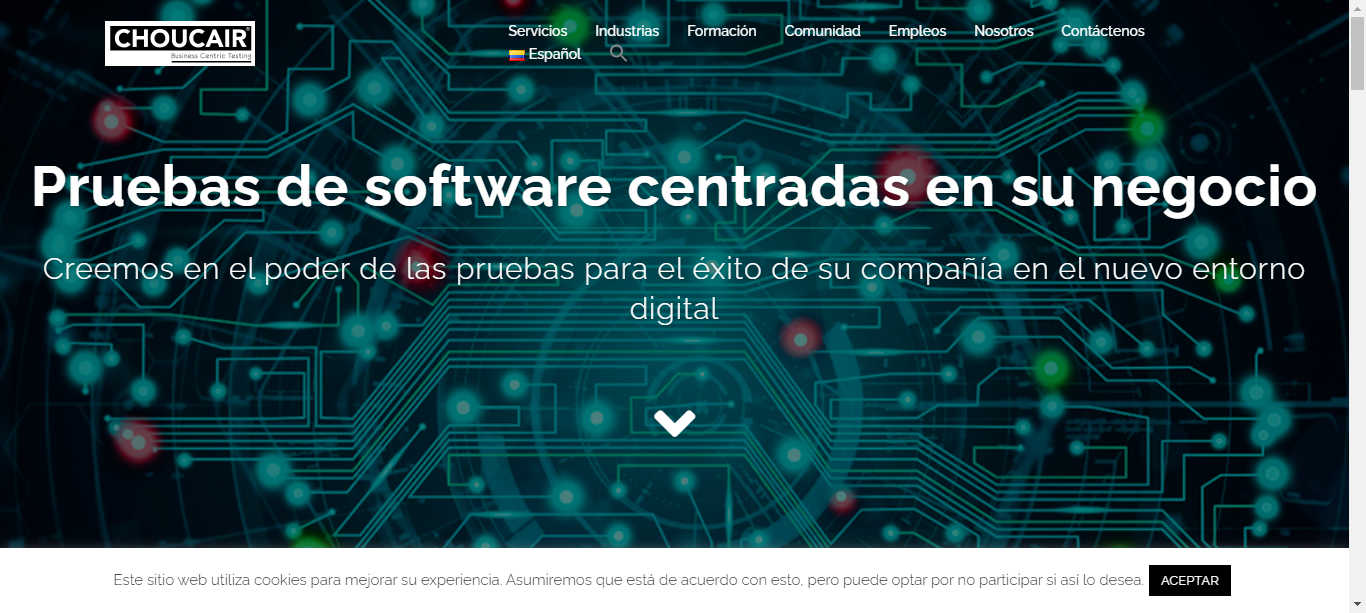 CHOUCAIR®
Business Centric Testing
Servicios Industrias Formación Comunidad Empleos Nosotros Contáctenos
Español
Pruebas de software centradas en su negocio
Creemos en el poder de las pruebas para el éxito de su compañía en el nuevo entorno
digital
Este sitio web utiliza cookies para mejorar su experiencia. Asumiremos que está de acuerdo con esto, pero puede optar por no participar si así lo desea. ACEPTAR